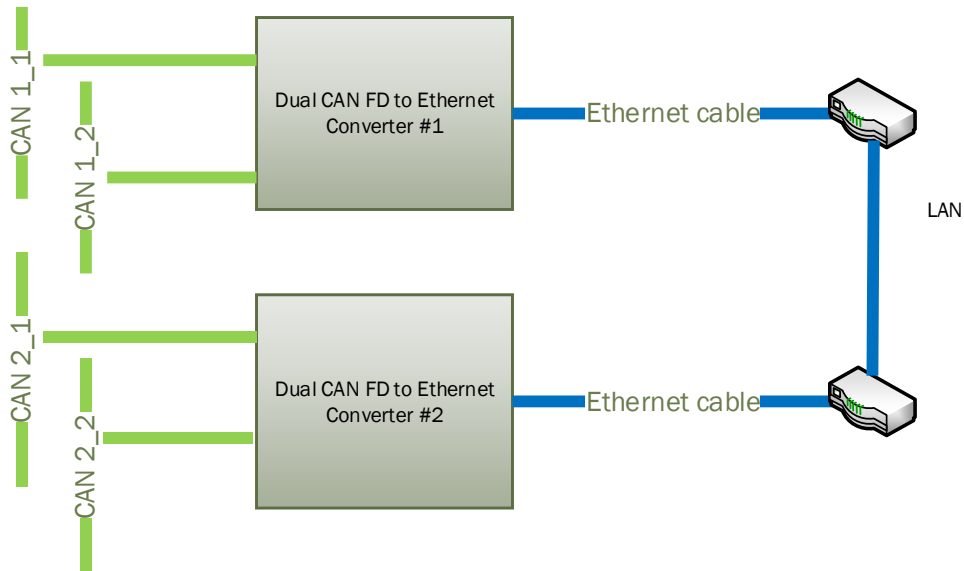 CAN 1_1
CAN 1_2
Dual CAN FD to Ethernet
Converter #1
Ethernet cable
LAN
CAN 2_1
CAN 2_2
Dual CAN FD to Ethernet
Converter #2
Ethernet cable